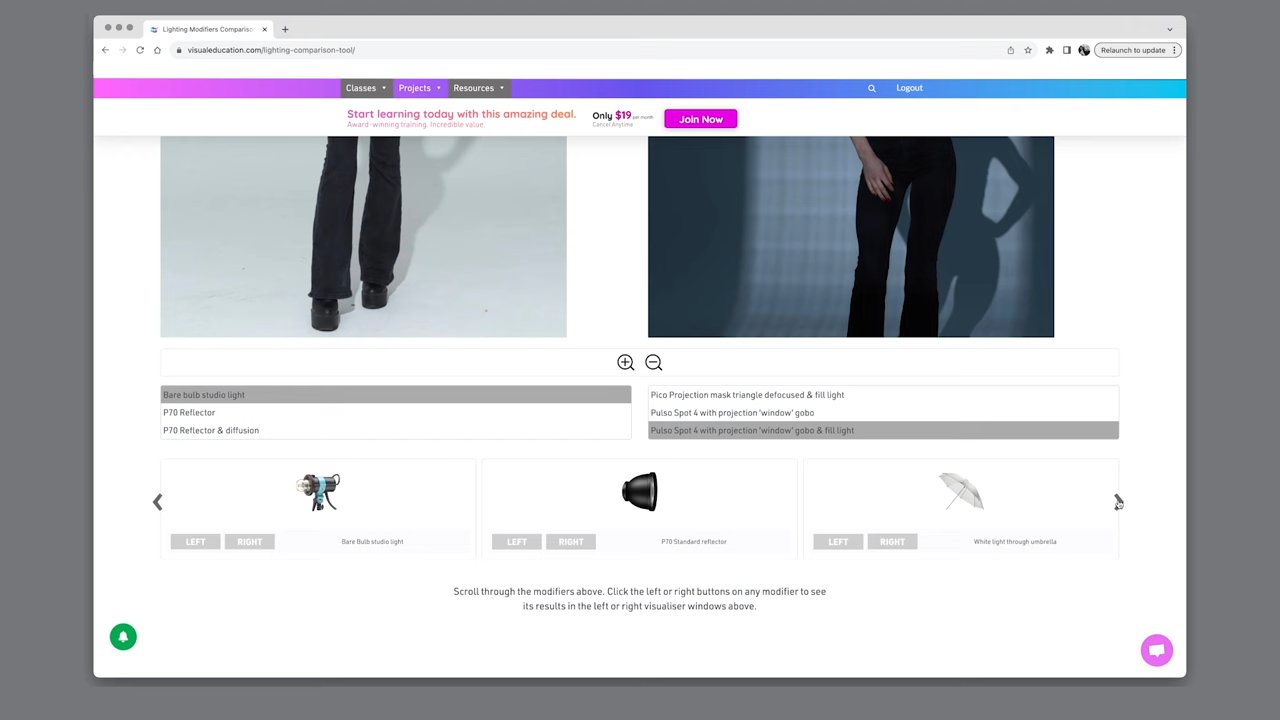 Lighting Modifiers Compariso
visualeducation.com/lighting-comparison-tool/
Relaunch to update
Classes
Projects
Resources
Logout
Start learning today with this amazing deal.
Award-winning training. Incredible value.
Only $19 per month
Cancel Anytime
Join Now
Bare bulb studio light
P70 Reflector
P70 Reflector & diffusion
Pico Projection mask triangle defocused & fill light
Pulso Spot 4 with projection 'window' gobo
Pulso Spot 4 with projection 'window' gobo & fill light
LEFT RIGHT Bare Bulb studio light
LEFT RIGHT P70 Standard reflector
LEFT RIGHT White light through umbrella
Scroll through the modifiers above. Click the left or right buttons on any modifier to see
its results in the left or right visualiser windows above.